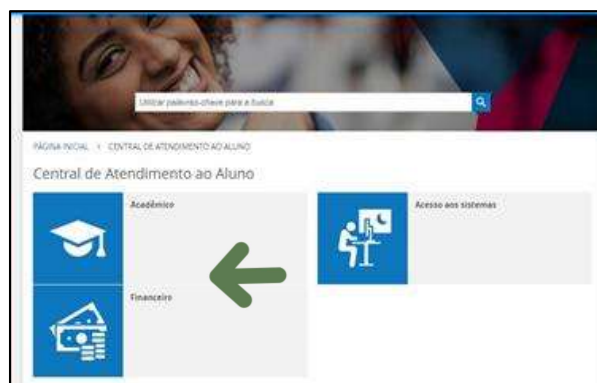 Utilizar palavras-chave para a busca
PÁGINA INICIAL > CENTRAL DE ATENDIMENTO AO ALUNO
Central de Atendimento ao Aluno
Acadêmico
Acesso aos sistemas
Financeiro